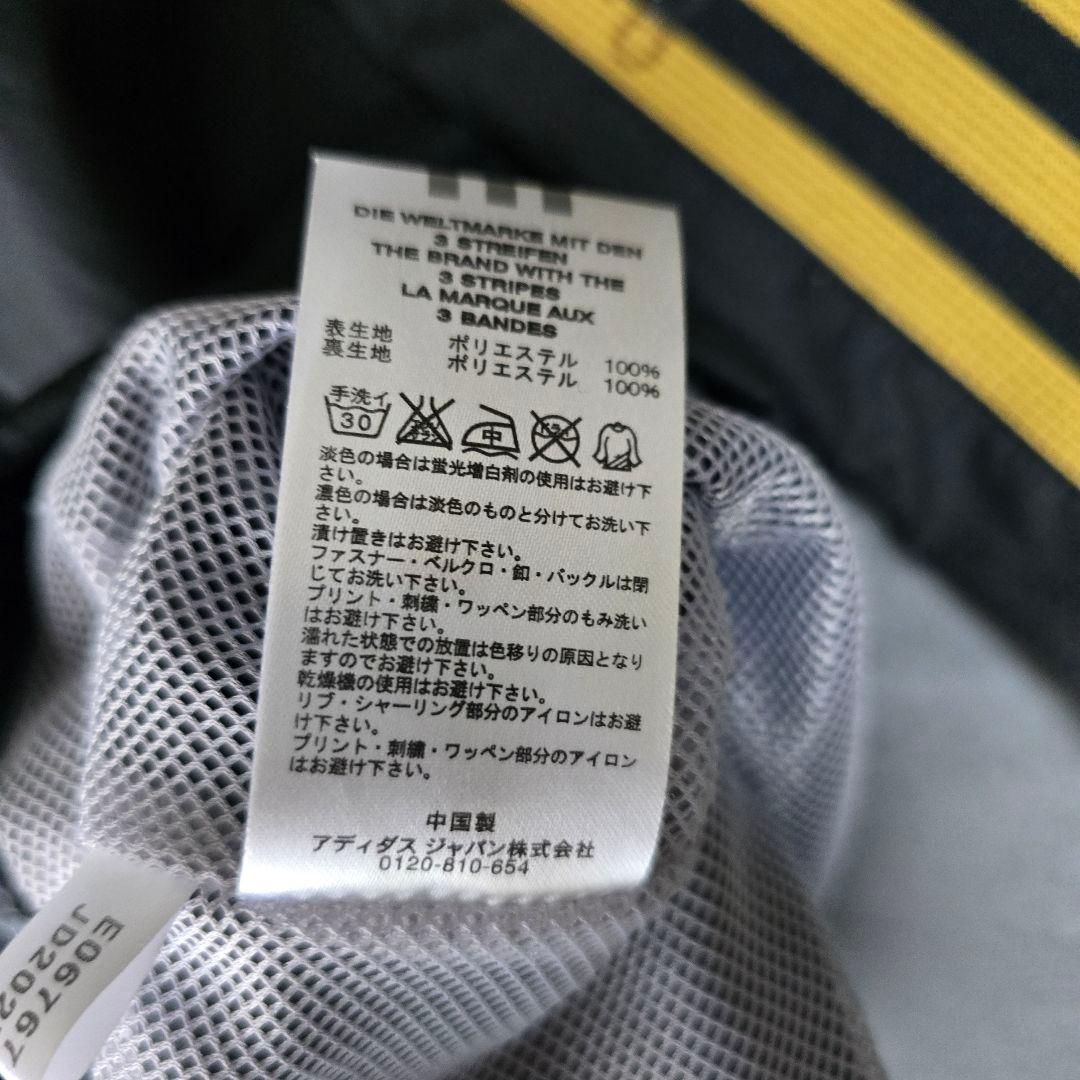 DIE WELTMARKE MIT DEN
3 STREIFEN
THE BRAND WITH THE
3 STRIPES
LA MARQUE AUX
3 BANDES
表生地 ポリエステル 100%
裏生地 ポリエステル 100%
手洗イ
30 中
淡色の場合は蛍光増白剤の使用はお避け下
さい。
濃色の場合は淡色のものと分けてお洗い下
さい。
漬け置きはお避け下さい。
ファスナー・ベルクロ・釦・バックルは閉
じてお洗い下さい。
プリント・刺繍・ワッペン部分のもみ洗い
はお避け下さい。
濡れた状態での放置は色移りの原因となり
ますのでお避け下さい。
乾燥機の使用はお避け下さい。
リブ・シャーリング部分のアイロンはお避
け下さい。
プリント・刺繍・ワッペン部分のアイロン
はお避け下さい。
中国製
アディダス ジャパン株式会社
0120-810-654
E06767
JD202